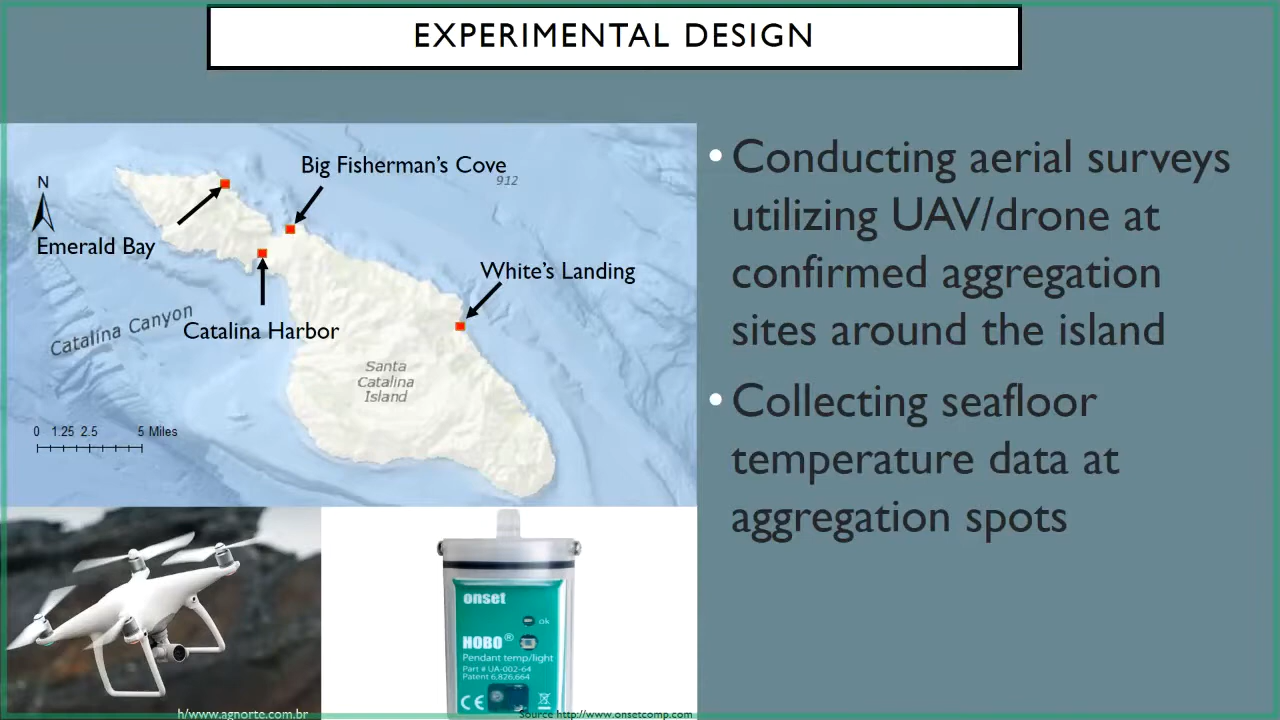 EXPERIMENTAL DESIGN
Big Fisherman's Cove
912
N
Emerald Bay
White's Landing
Catalina Canyon
Catalina Harbor
Santa
Catalina
Island
0 1.25 2.5 5 Miles
• Conducting aerial surveys
utilizing UAV/drone at
confirmed aggregation
sites around the island
• Collecting seafloor
temperature data at
aggregation spots
onset
ok
HOBO®
Pendant temp/light
Part # UA-002-64
Patent 6,826,664
CE
h/www.agnorte.com.br
Source http://www.onsetcomp.com